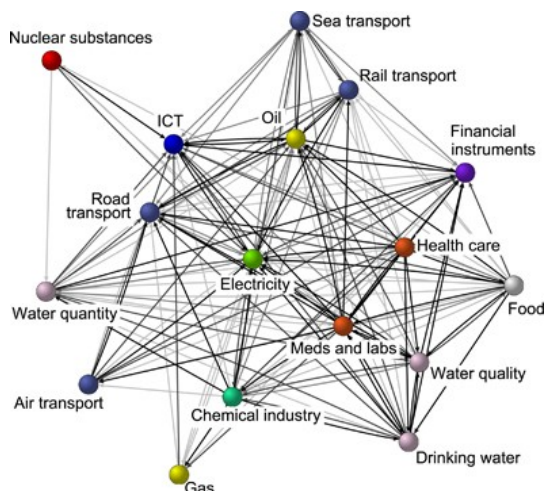 Sea transport
Nuclear substances
Rail transport
ICT
Oil
Financial
instruments
Road
transport
Health care
Electricity
Food
Water quantity
Meds and labs
Water quality
Air transport
Chemical industry
Drinking water
Gas